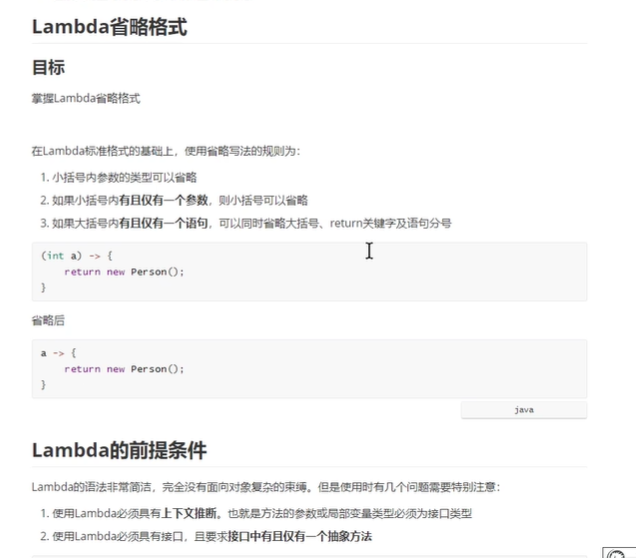 Lambda省略格式
目标
掌握Lambda省略格式
在Lambda标准格式的基础上，使用省略写法的规则为：
1. 小括号内参数的类型可以省略
2. 如果小括号内有且仅有一个参数，则小括号可以省略
3. 如果大括号内有且仅有一个语句，可以同时省略大括号、return关键字及语句分号
(int a) -> {
    return new Person();
}
省略后
a -> {
    return new Person();
}
java
Lambda的前提条件
Lambda的语法非常简洁，完全没有面向对象复杂的束缚。但是使用时有几个问题需要特别注意：
1. 使用Lambda必须具有上下文推断。也就是方法的参数或局部变量类型必须为接口类型
2. 使用Lambda必须具有接口，且要求接口中有且仅有一个抽象方法